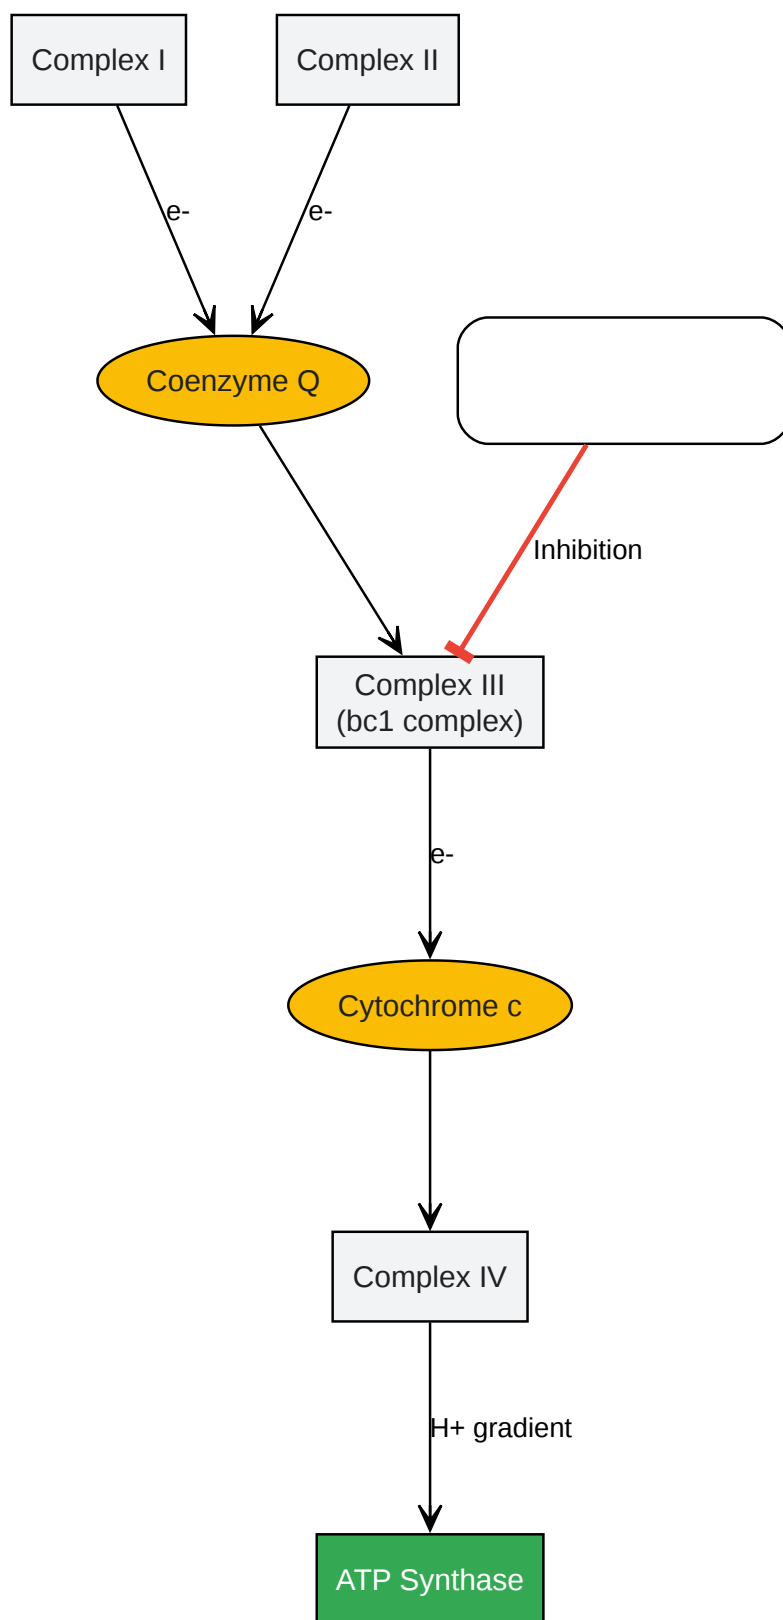 Complex I
Complex II
e-
e-
Coenzyme Q
Inhibition
Complex III
(bc1 complex)
e-
Cytochrome c
Complex IV
H+ gradient
ATP Synthase